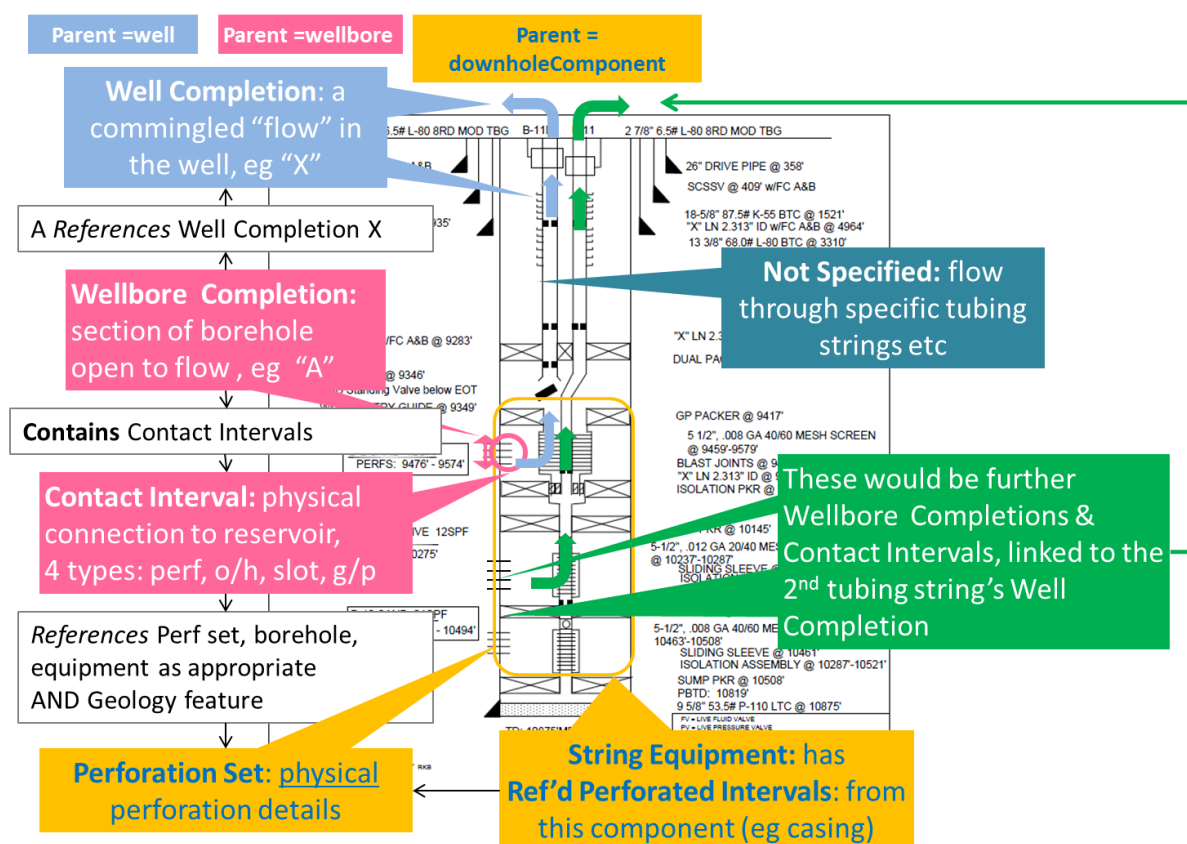 Parent =well
Parent =wellbore
Parent =
downholeComponent
Well Completion: a
commingled “flow” in
the well, eg “X”
6.5# L-80 8RD MOD TBG
2 7/8" 6.5# L-80 8RD MOD TBG
26" DRIVE PIPE @ 358'
SCSSV @ 409' w/FC A&B
18-5/8" 87.5# K-55 BTC @ 1521'
"X" LN 2.313" ID w/FC A&B @ 4964'
13 3/8" 68.0# L-80 BTC @ 3310'
A References Well Completion X
Not Specified: flow
through specific tubing
strings etc
Wellbore Completion:
section of borehole
open to flow , eg “A”
/FC A&B @ 9283'
@ 9346'
Standing Valve below EOT
GUIDE @ 9349'
"X" LN
DUAL
GP PACKER @ 9417'
5 1/2", .008 GA 40/60 MESH SCREEN
@ 9459'-9579'
BLAST JOINTS @
"X" LN 2.313" ID @
ISOLATION PKR @
Contains Contact Intervals
PERFS: 9476' - 9574'
Contact Interval: physical
connection to reservoir,
4 types: perf, o/h, slot, g/p
12SPF
10275'
These would be further
Wellbore Completions &
Contact Intervals, linked to the
2nd tubing string’s Well
Completion
PKR @ 10145'
5-1/2", .012 GA 20/40
@ 10237'-10287'
SLIDING SLEEVE
- 10494'
References Perf set, borehole,
equipment as appropriate
AND Geology feature
5-1/2", .008 GA 40/60
10463'-10508'
SLIDING SLEEVE @ 10461'
ISOLATION ASSEMBLY @ 10287'-10521'
SUMP PKR @ 10508'
PBTD: 10819'
9 5/8" 53.5# P-110 LTC @ 10875'
FV = LIVE FLUID VALVE
PV = LIVE PRESSURE VALVE
RKB
Perforation Set: physical
perforation details
String Equipment: has
Ref’d Perforated Intervals: from
this component (eg casing)